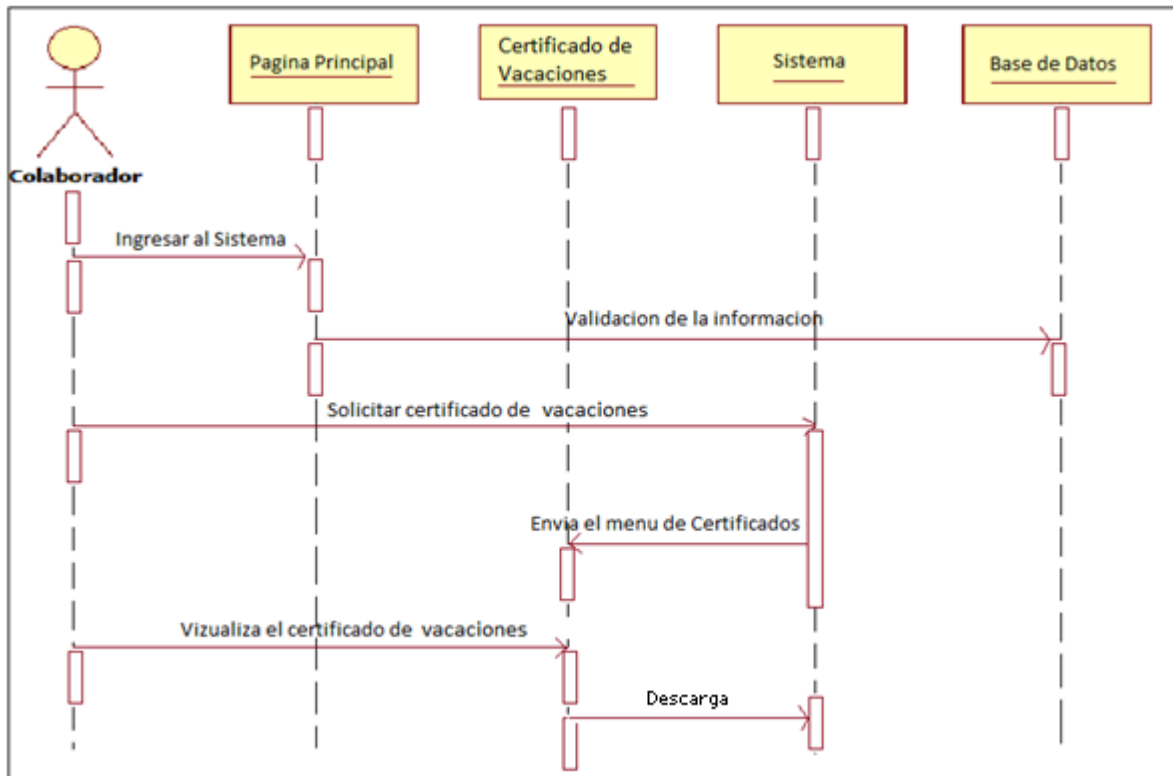 Pagina Principal
Certificado de
Vacaciones
Sistema
Base de Datos
Colaborador
Ingresar al Sistema
Validacion de la informacion
Solicitar certificado de vacaciones
Envia el menu de Certificados
Vizualiza el certificado de vacaciones
Descarga